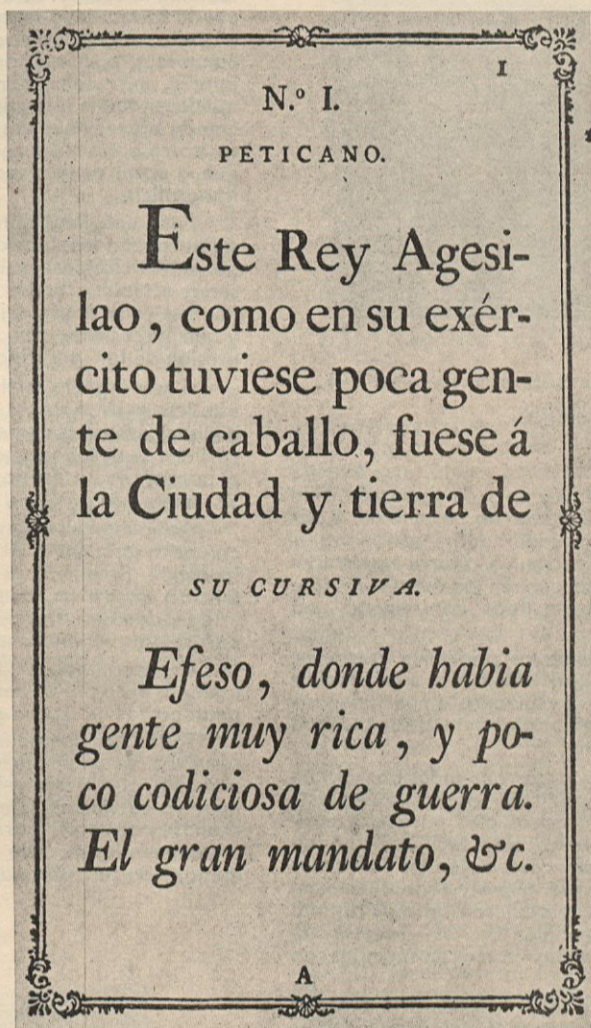 1
N.º I.
PETICANO.
Este Rey Agesi-
lao, como en su exér-
cito tuviese poca gen-
te de caballo, fuese á
la Ciudad y tierra de
SU CURSIVA.
Efeso, donde habia
gente muy rica, y po-
co codiciosa de guerra.
El gran mandato, &c.
A